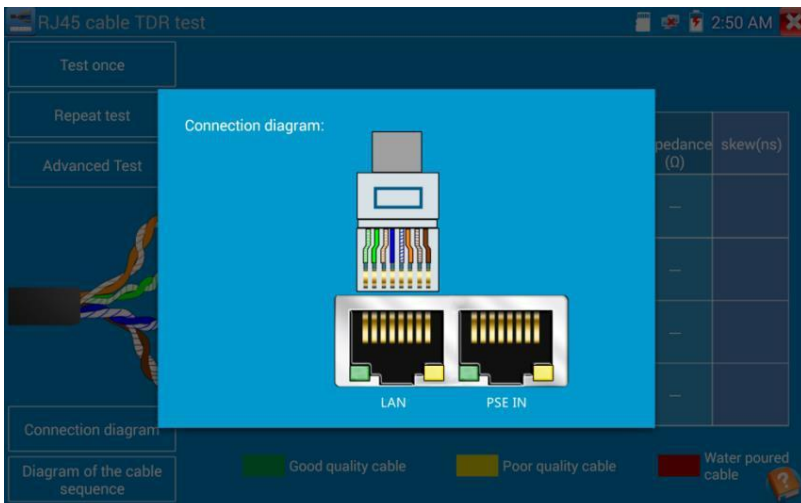 RJ45 cable TDR test
2:50 AM
Test once
Repeat test
Advanced Test
Connection diagram:
pedance
(Ω)
skew(ns)
—
—
—
—
LAN
PSE IN
Connection diagram
Diagram of the cable
sequence
Good quality cable
Poor quality cable
Water poured
cable
?